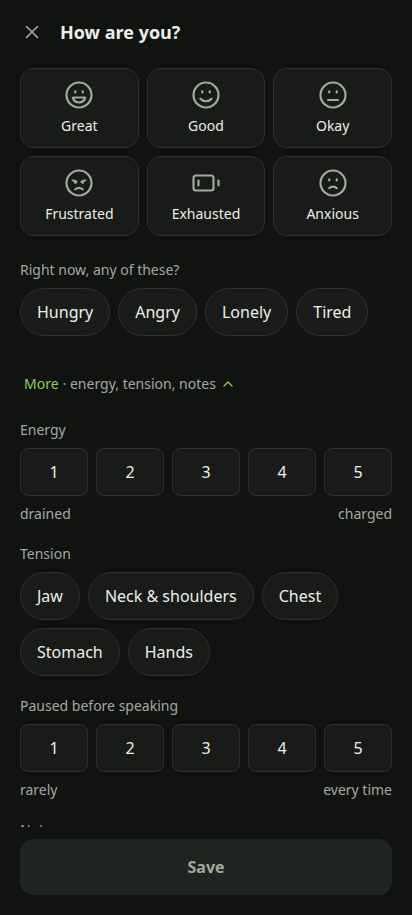 How are you?
Great Good Okay
Frustrated Exhausted Anxious
Right now, any of these?
Hungry Angry Lonely Tired
More · energy, tension, notes
Energy
1 2 3 4 5
drained charged
Tension
Jaw Neck & shoulders Chest
Stomach Hands
Paused before speaking
1 2 3 4 5
rarely every time
Save